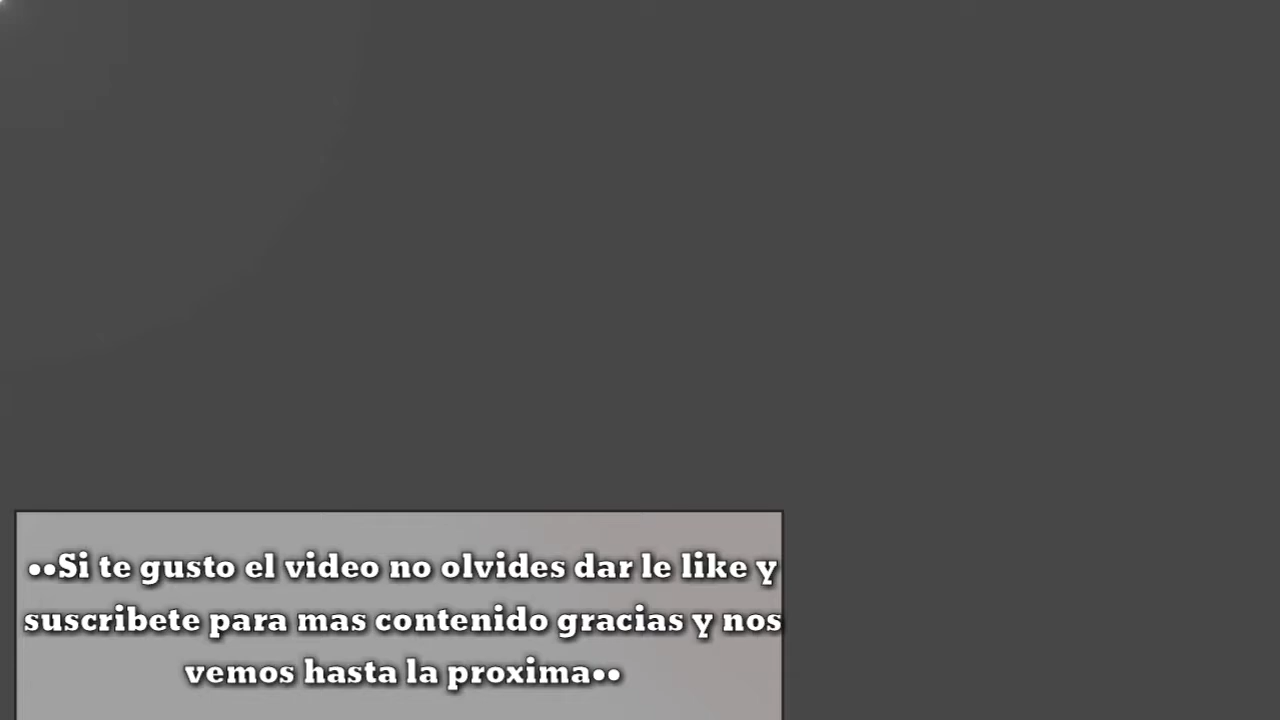 ••Si te gusto el video no olvides dar le like y
suscribete para mas contenido gracias y nos
vemos hasta la proxima••